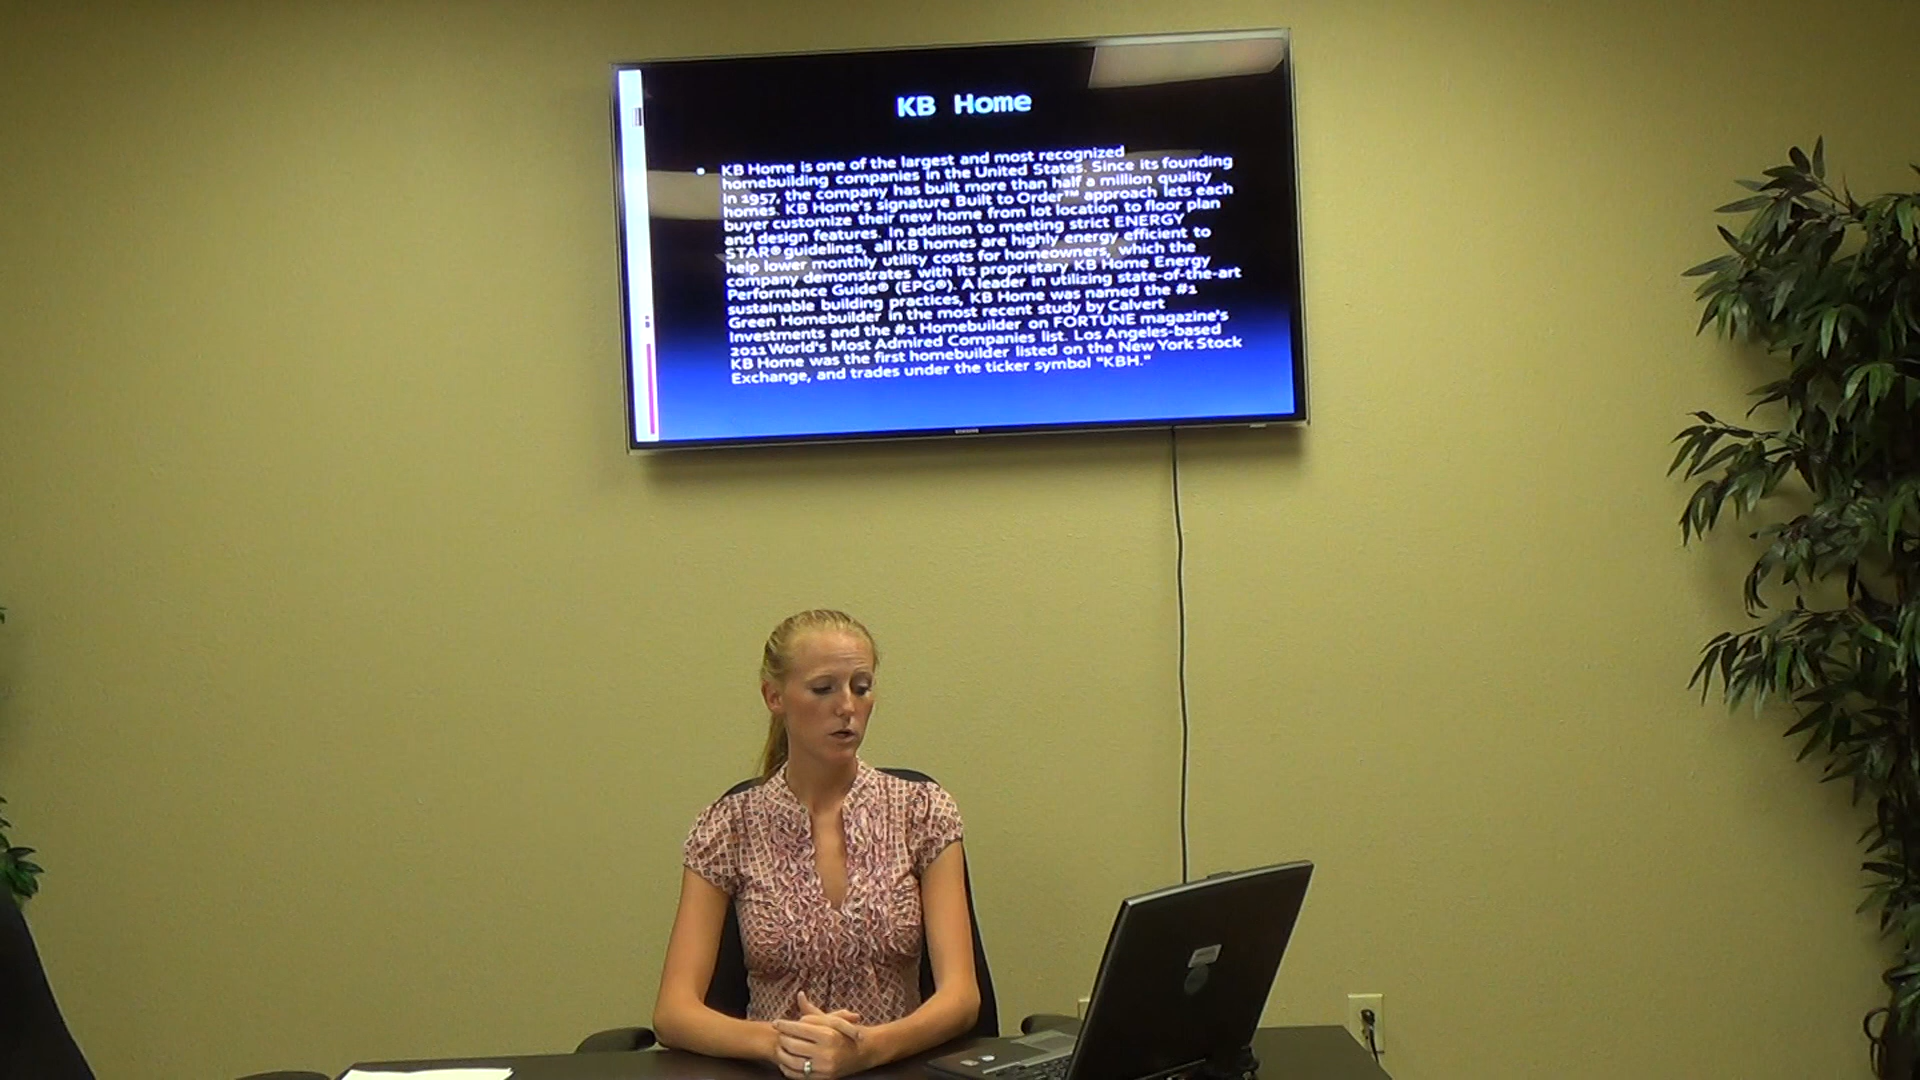 KB Home
• KB Home is one of the largest and most recognized
homebuilding companies in the United States. Since its founding
in 1957, the company has built more than half a million quality
homes. KB Home's signature Built to Order™ approach lets each
buyer customize their new home from lot location to floor plan
and design features. In addition to meeting strict ENERGY
STAR® guidelines, all KB homes are highly energy efficient to
help lower monthly utility costs for homeowners, which the
company demonstrates with its proprietary KB Home Energy
Performance Guide® (EPG®). A leader in utilizing state-of-the-art
sustainable building practices, KB Home was named the #1
Green Homebuilder in the most recent study by Calvert
Investments and the #1 Homebuilder on FORTUNE magazine's
2011 World's Most Admired Companies list. Los Angeles-based
KB Home was the first homebuilder listed on the New York Stock
Exchange, and trades under the ticker symbol "KBH."
SAMSUNG